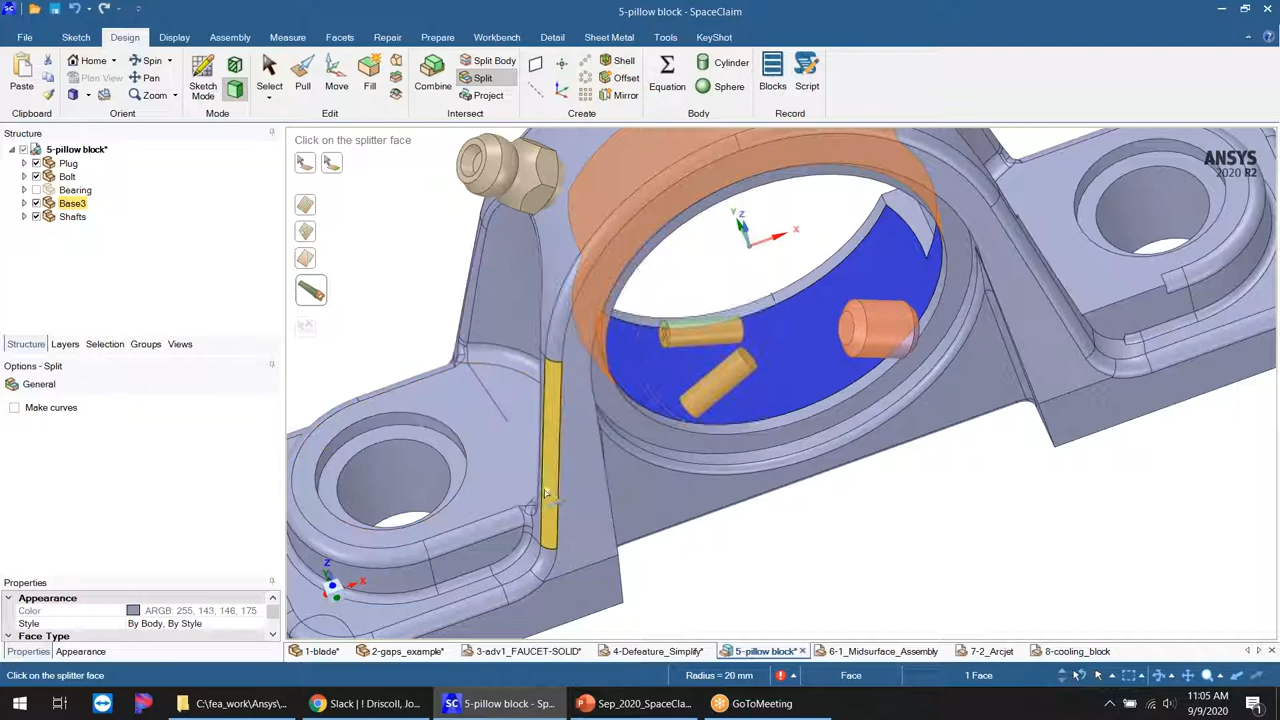 5-pillow block* - SpaceClaim
File Sketch Design Display Assembly Measure Facets Repair Prepare Workbench Detail Sheet Metal Tools KeyShot
Home Spin
Plan View Pan
Zoom
Paste
Sketch Mode
Select Pull Move Fill
Combine
Split Body
Split
Project
Shell
Offset
Mirror
Equation
Cylinder
Sphere
Blocks Script
Clipboard Orient Mode Edit Intersect Create Body Record
Structure
5-pillow block*
Plug
Bolt
Bearing
Base3
Shafts
Structure Layers Selection Groups Views
Options - Split
General
Make curves
Properties
Appearance
Color ARGB: 255, 143, 146, 175
Style By Body, By Style
Face Type
Properties Appearance
Click on the splitter face
ANSYS
2020 R2
Y Z X
Z Y X
1-blade* 2-gaps_example* 3-adv1_FAUCET-SOLID* 4-Defeature_Simplify* 5-pillow block* 6-1_Midsurface_Assembly 7-2_Arcjet 8-cooling_block
Click on the splitter face Radius = 20 mm Face 1 Face
C:\fea_work\Ansys\... Slack | ! Driscoll, Jo... 5-pillow block - Sp... Sep_2020_SpaceCla... GoToMeeting
11:05 AM
9/9/2020